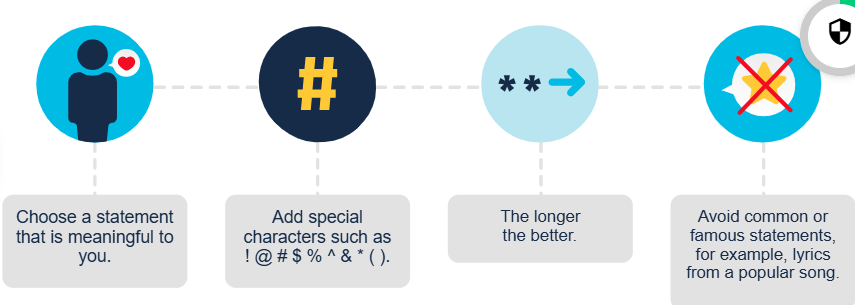 #
**
Choose a statement
that is meaningful to
you.
Add special
characters such as
! @ # $ % ^ & * ( ).
The longer
the better.
Avoid common or
famous statements,
for example, lyrics
from a popular song.